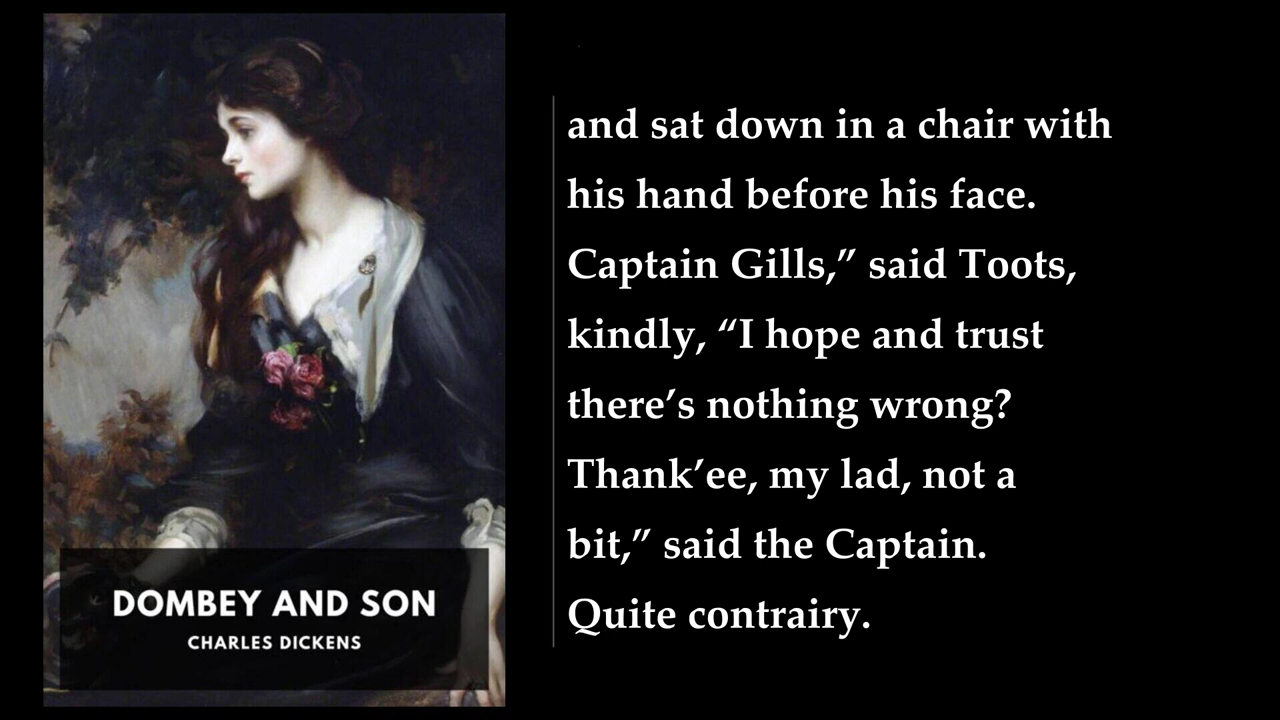 and sat down in a chair with
his hand before his face.
Captain Gills,” said Toots,
kindly, “I hope and trust
there’s nothing wrong?
Thank’ee, my lad, not a
bit,” said the Captain.
Quite contrairy.
DOMBEY AND SON
CHARLES DICKENS